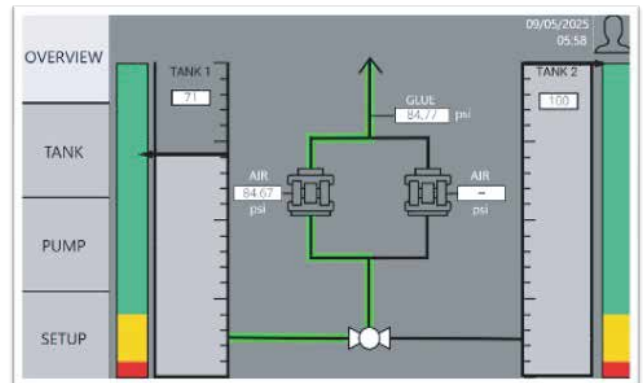 09/05/2025
05,58
OVERVIEW
TANK 1
71
TANK 2
100
GLUE
84,77 psi
TANK
AIR
84,67
psi
AIR
–
psi
PUMP
SETUP